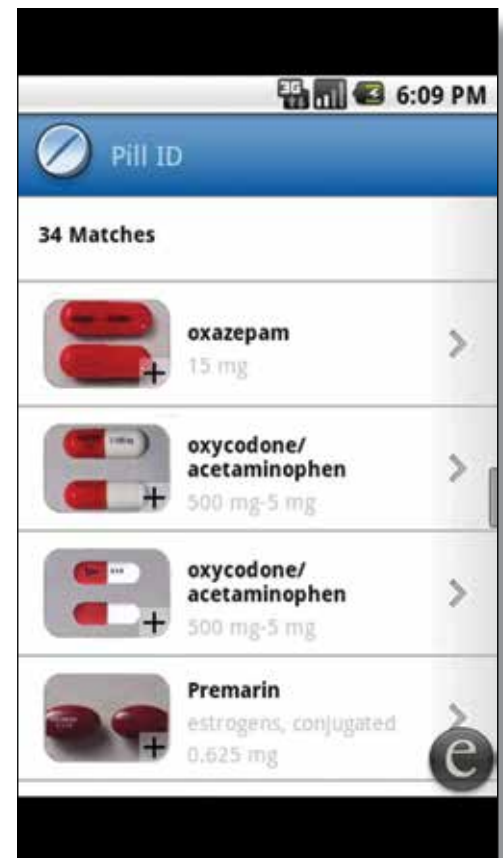 3G
6:09 PM
Pill ID
34 Matches
oxazepam
15 mg
oxycodone/
acetaminophen
500 mg-5 mg
oxycodone/
acetaminophen
500 mg-5 mg
Premarin
estrogens, conjugated
0.625 mg
e